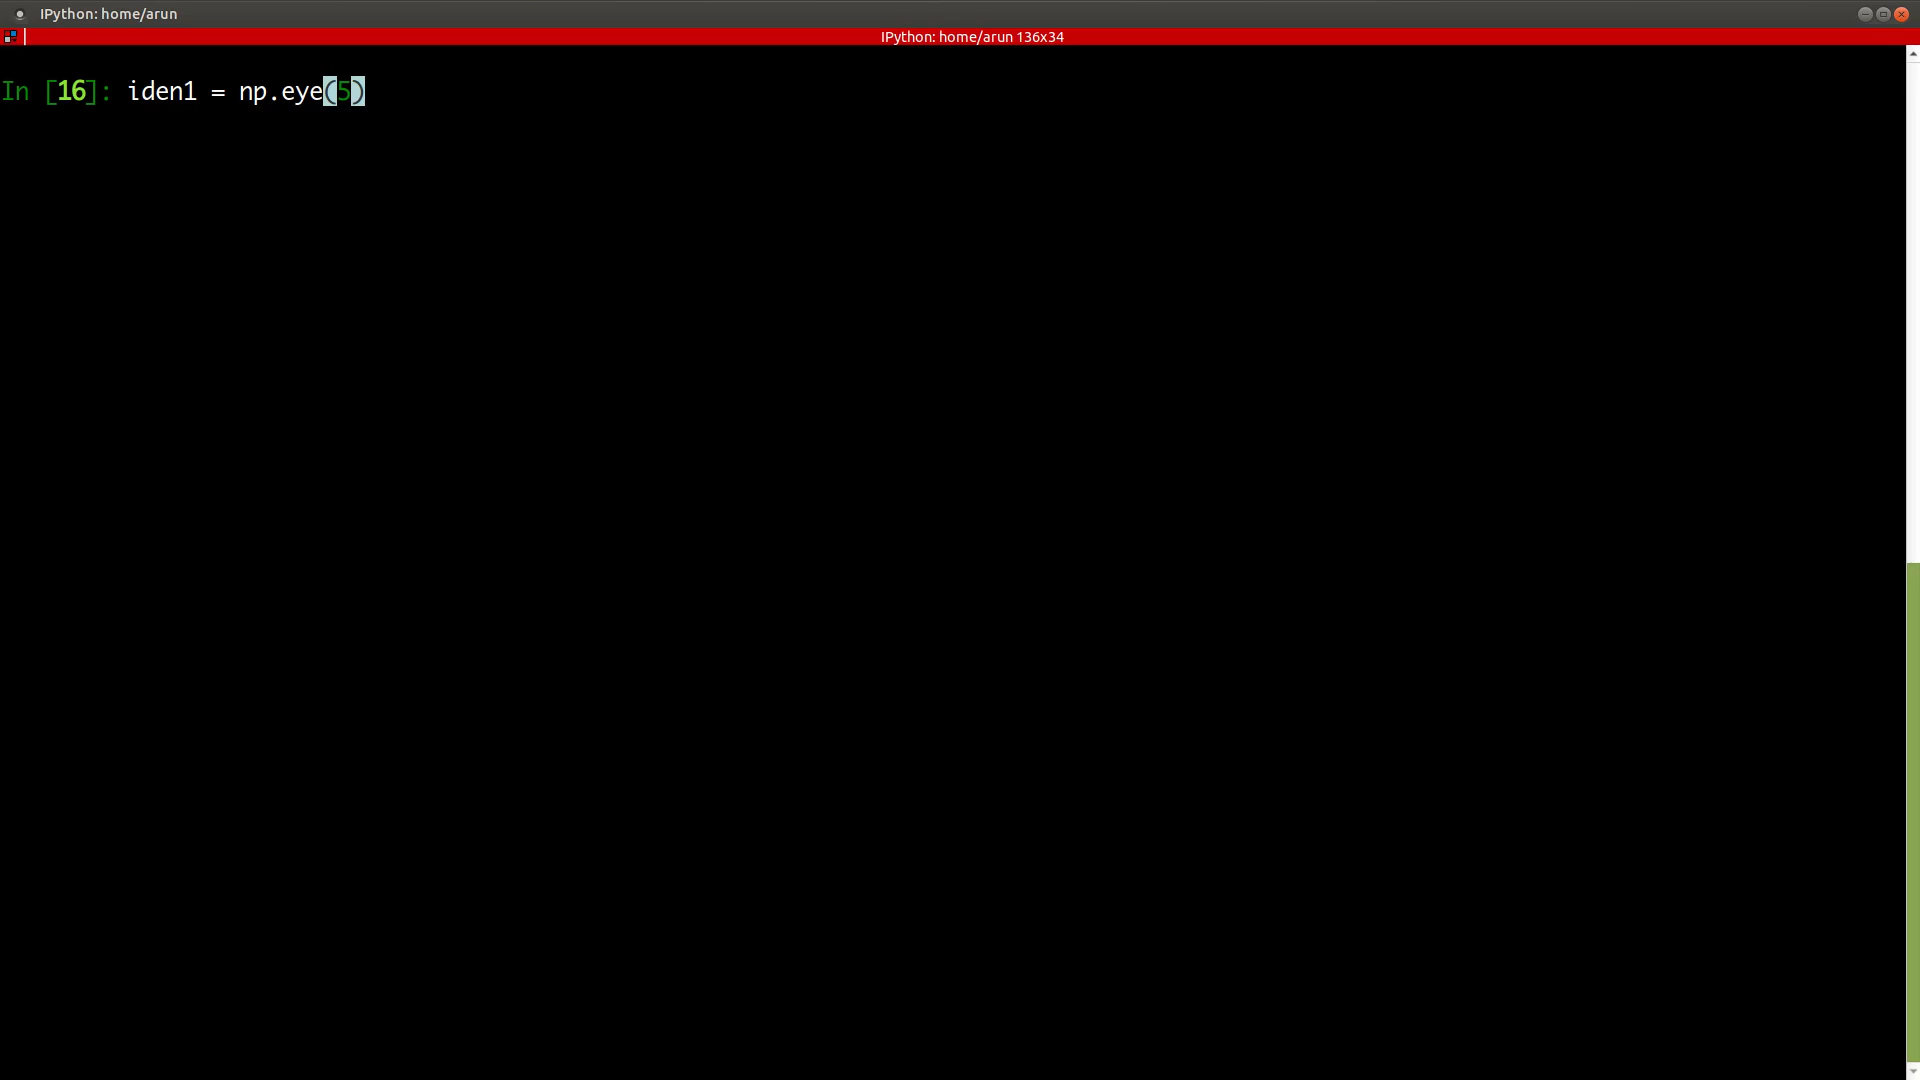 IPython: home/arun
IPython: home/arun 136x34
In [16]: iden1 = np.eye(5)